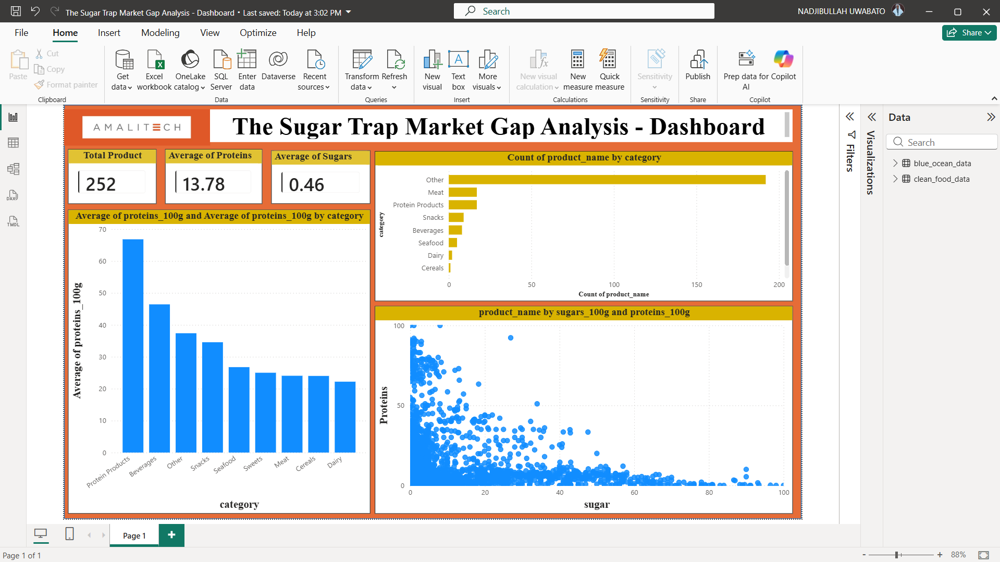 The Sugar Trap Market Gap Analysis - Dashboard • Last saved: Today at 3:02 PM
Search
NADJIBULLAH UWABATO
File
Home
Insert
Modeling
View
Optimize
Help
Share
Paste
Cut
Copy
Format painter
Clipboard
Get data
Excel workbook
OneLake catalog
SQL Server
Enter data
Dataverse
Recent sources
Data
Transform data
Refresh
Queries
New visual
Text box
A
More visuals
Insert
New visual calculation
New measure
Quick measure
Calculations
Sensitivity
Sensitivity
Publish
Share
Prep data for AI
Copilot
Copilot
DAX
TMDL
AMALITECH
The Sugar Trap Market Gap Analysis - Dashboard
Total Product
252
Average of Proteins
13.78
Average of Sugars
0.46
Average of proteins_100g and Average of proteins_100g by category
Average of proteins_100g
70
60
50
40
30
20
10
0
Protein Products
Beverages
Other
Snacks
Seafood
Sweets
Meat
Cereals
Dairy
category
Count of product_name by category
category
Other
Meat
Protein Products
Snacks
Beverages
Seafood
Dairy
Cereals
0
50
100
150
200
Count of product_name
product_name by sugars_100g and proteins_100g
Proteins
100
50
0
0
20
40
60
80
100
sugar
Filters
Visualizations
Data
Search
blue_ocean_data
clean_food_data
Page 1
+
Page 1 of 1
-
+
88%